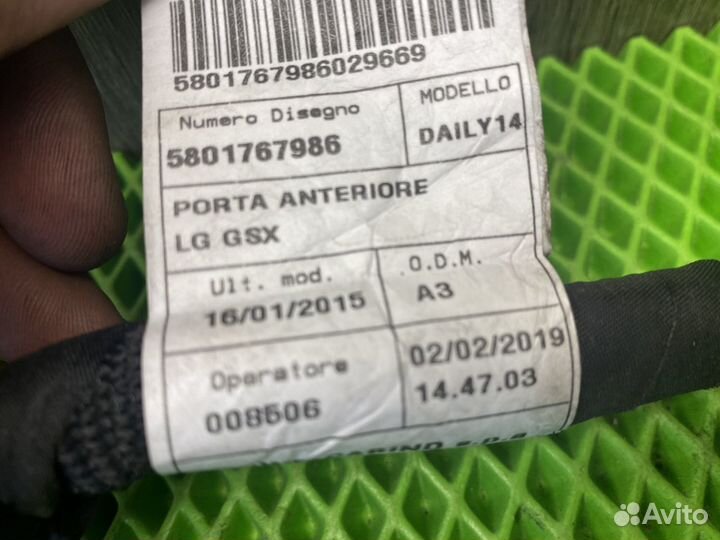 5801767986029669
Numero Disegno
5801767986
MODELLO
DAILY14
PORTA ANTERIORE
LG GSX
Ult. mod.
16/01/2015
O.D.M.
A3
Operatore
008506
02/02/2019
14.47.03
Avito